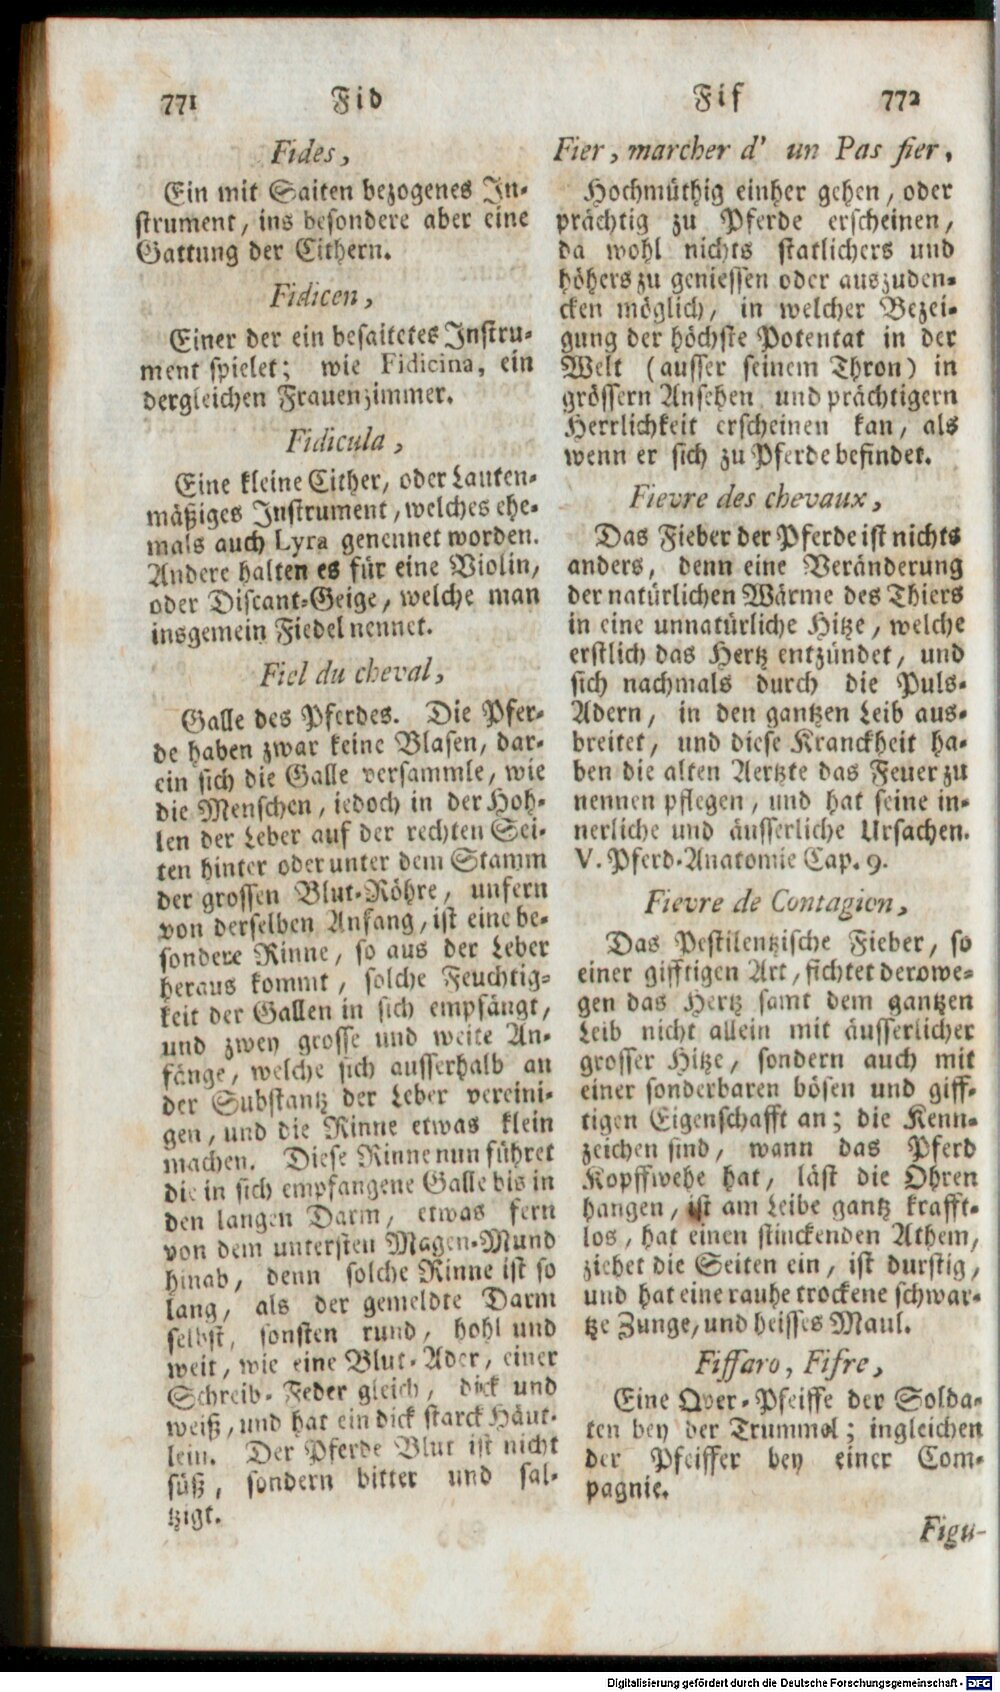 771 Fid
Fides,
Ein mit Saiten bezogenes In-
strument, ins besondere aber eine
Gattung der Cithern.
Fidicen,
Einer der ein besaitetes Instru-
ment spielet; wie Fidicina, ein
dergleichen Frauenzimmer.
Fidicula,
Eine kleine Cither, oder Lauten-
mäßiges Instrument, welches ehe-
mals auch Lyra genennet worden.
Andere halten es für eine Violin,
oder Discant-Geige, welche man
insgemein Fiedel nennet.
Fiel du cheval,
Galle des Pferdes. Die Pfer-
de haben zwar keine Blasen, dar-
ein sich die Galle versammle, wie
die Menschen, iedoch in der Hoh-
len der Leber auf der rechten Sei-
ten hinter oder unter dem Stamm
der grossen Blut-Röhre, unfern
von derselben Anfang, ist eine be-
sondere Rinne, so aus der Leber
heraus kommt, solche Feuchtig-
keit der Gallen in sich empfängt,
und zwey grosse und weite An-
fänge, welche sich ausserhalb an
der Substantz der Leber vereini-
gen, und die Rinne etwas klein
machen. Diese Rinne nun führet
die in sich empfangene Galle bis in
den langen Darm, etwas fern
von dem untersten Magen-Mund
hinab, denn solche Rinne ist so
lang, als der gemeldte Darm
selbst, sonsten rund, hohl und
weit, wie eine Blut-Ader, einer
Schreib-Feder gleich, dick und
weiß, und hat ein dick starck Häut-
lein. Der Pferde Blut ist nicht
süß, sondern bitter und sal-
tzigt.
Fif 772
Fier, marcher d' un Pas fier,
Hochmüthig einher gehen, oder
prächtig zu Pferde erscheinen,
da wohl nichts statlichers und
höhers zu geniessen oder auszuden-
cken möglich, in welcher Bezei-
gung der höchste Potentat in der
Welt (ausser seinem Thron) in
grössern Ansehen und prächtigern
Herrlichkeit erscheinen kan, als
wenn er sich zu Pferde befindet.
Fievre des chevaux,
Das Fieber der Pferde ist nichts
anders, denn eine Veränderung
der natürlichen Wärme des Thiers
in eine unnatürliche Hitze, welche
erstlich das Hertz entzündet, und
sich nachmals durch die Puls-
Adern, in den gantzen Leib aus-
breitet, und diese Kranckheit ha-
ben die alten Aertzte das Feuer zu
nennen pflegen, und hat seine in-
nerliche und äusserliche Ursachen.
V. Pferd-Anatomie Cap. 9.
Fievre de Contagion,
Das Pestilentzische Fieber, so
einer gifftigen Art, fichtet derowe-
gen das Hertz samt dem gantzen
Leib nicht allein mit äusserlicher
grosser Hitze, sondern auch mit
einer sonderbaren bösen und giff-
tigen Eigenschafft an; die Kenn-
zeichen sind, wann das Pferd
Kopffwehe hat, läst die Ohren
hangen, ist am Leibe gantz krafft-
los, hat einen stinckenden Athem,
ziehet die Seiten ein, ist durstig,
und hat eine rauhe trockene schwar-
tze Zunge, und heisses Maul.
Fiffaro, Fifre,
Eine Qver-Pfeiffe der Solda-
ten bey der Trummel; ingleichen
der Pfeiffer bey einer Com-
pagnie.
Figu-
Digitalisierung gefördert durch die Deutsche Forschungsgemeinschaft - DFG